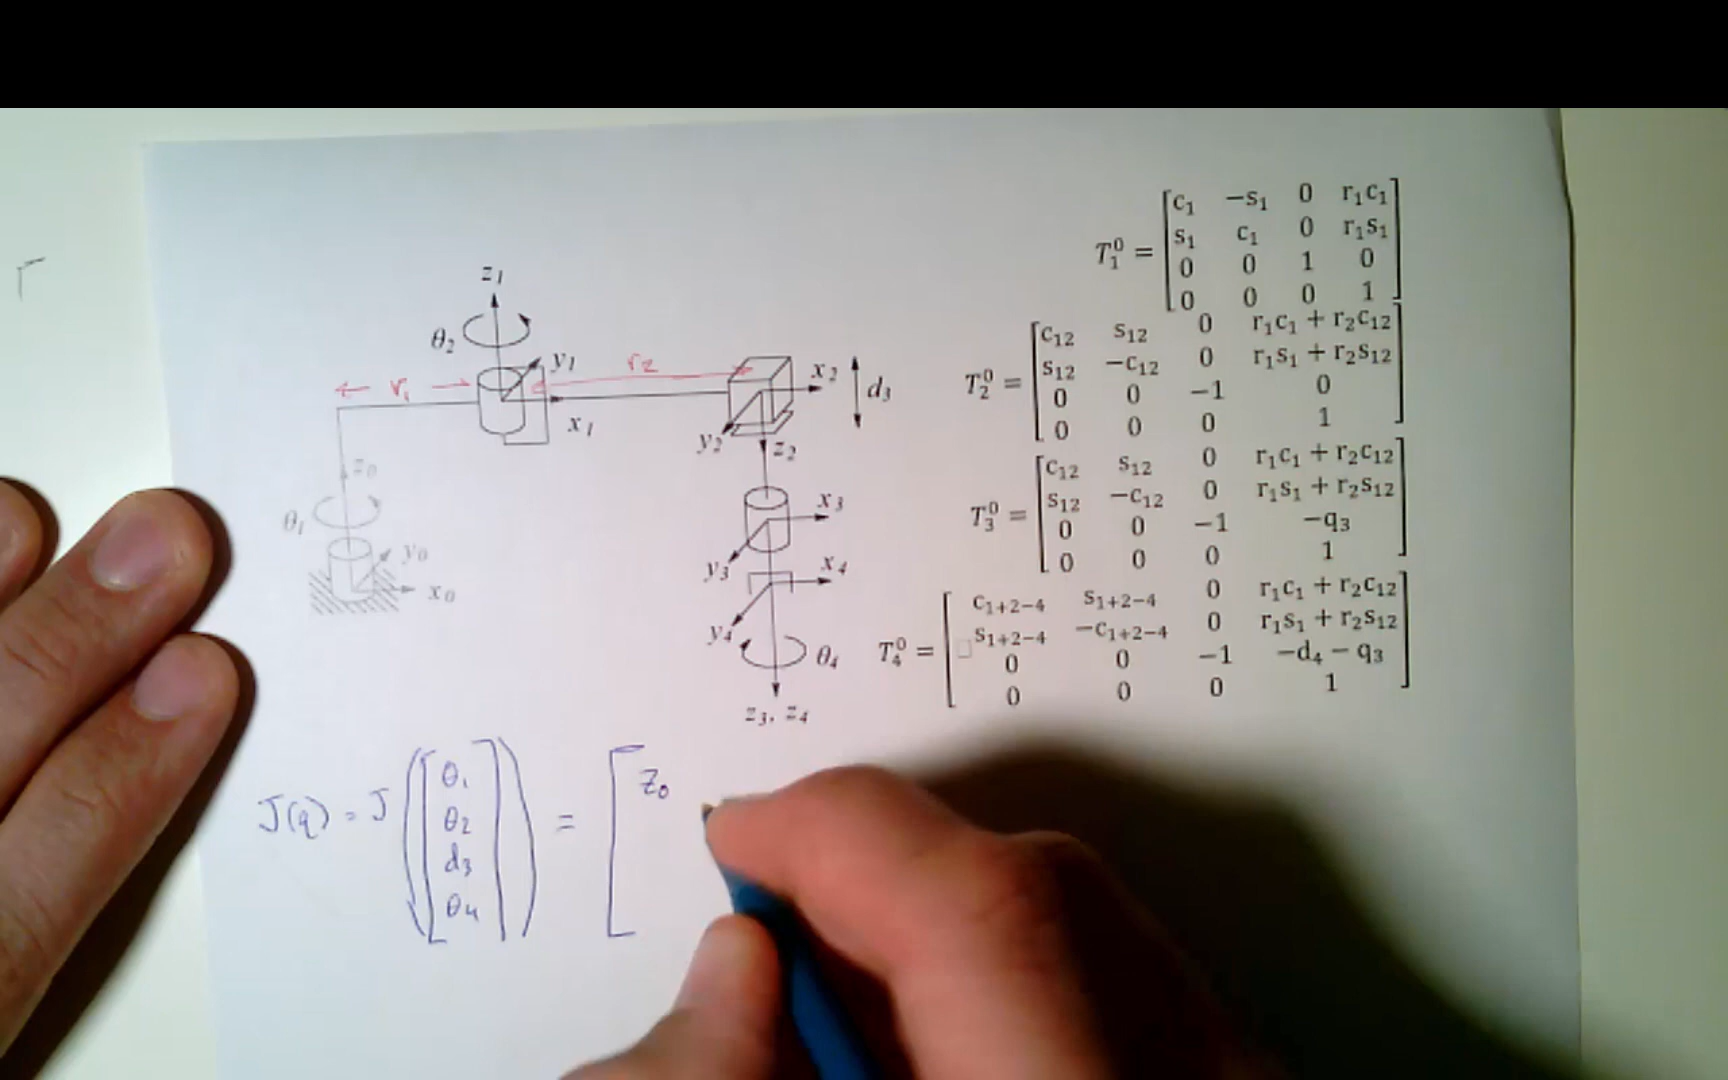 r
z1
θ2
y1
r1
r2
x2
d3
x1
y2
z2
z0
θ1
y0
x0
x3
y3
x4
y4
θ4
z3, z4
T₁⁰ = [c₁ −s₁ 0 r₁c₁
s₁ c₁ 0 r₁s₁
0 0 1 0
0 0 0 1]
T₂⁰ = [c₁₂ s₁₂ 0 r₁c₁ + r₂c₁₂
s₁₂ −c₁₂ 0 r₁s₁ + r₂s₁₂
0 0 −1 0
0 0 0 1]
T₃⁰ = [c₁₂ s₁₂ 0 r₁c₁ + r₂c₁₂
s₁₂ −c₁₂ 0 r₁s₁ + r₂s₁₂
0 0 −1 −q₃
0 0 0 1]
T₄⁰ = [c₁₊₂₋₄ s₁₊₂₋₄ 0 r₁c₁ + r₂c₁₂
s₁₊₂₋₄ −c₁₊₂₋₄ 0 r₁s₁ + r₂s₁₂
0 0 −1 −d₄ − q₃
0 0 0 1]
J(q) = J([θ₁
θ₂
d₃
θ₄]) = [z₀